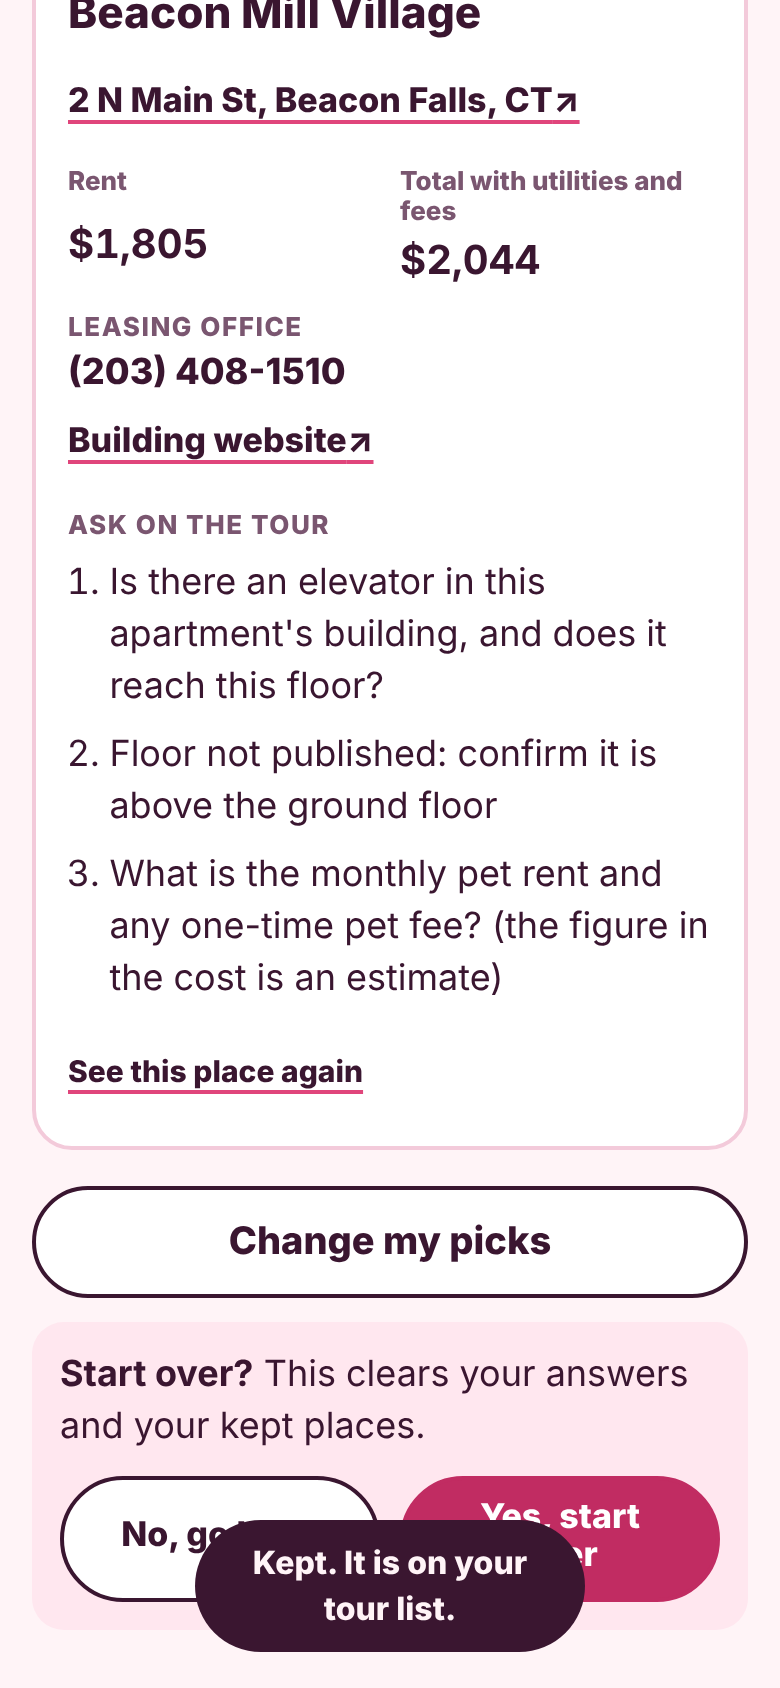 Beacon Mill Village
2 N Main St, Beacon Falls, CT↗
Rent
$1,805
Total with utilities and
fees
$2,044
LEASING OFFICE
(203) 408-1510
Building website↗
ASK ON THE TOUR
1. Is there an elevator in this
apartment's building, and does it
reach this floor?
2. Floor not published: confirm it is
above the ground floor
3. What is the monthly pet rent and
any one-time pet fee? (the figure in
the cost is an estimate)
See this place again
Change my picks
Start over? This clears your answers
and your kept places.
No, go
Yes, start
Kept. It is on your
tour list.